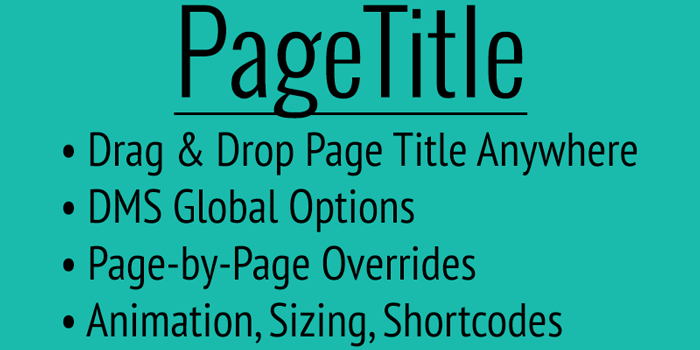 PageTitle
• Drag & Drop Page Title Anywhere
• DMS Global Options
• Page-by-Page Overrides
• Animation, Sizing, Shortcodes